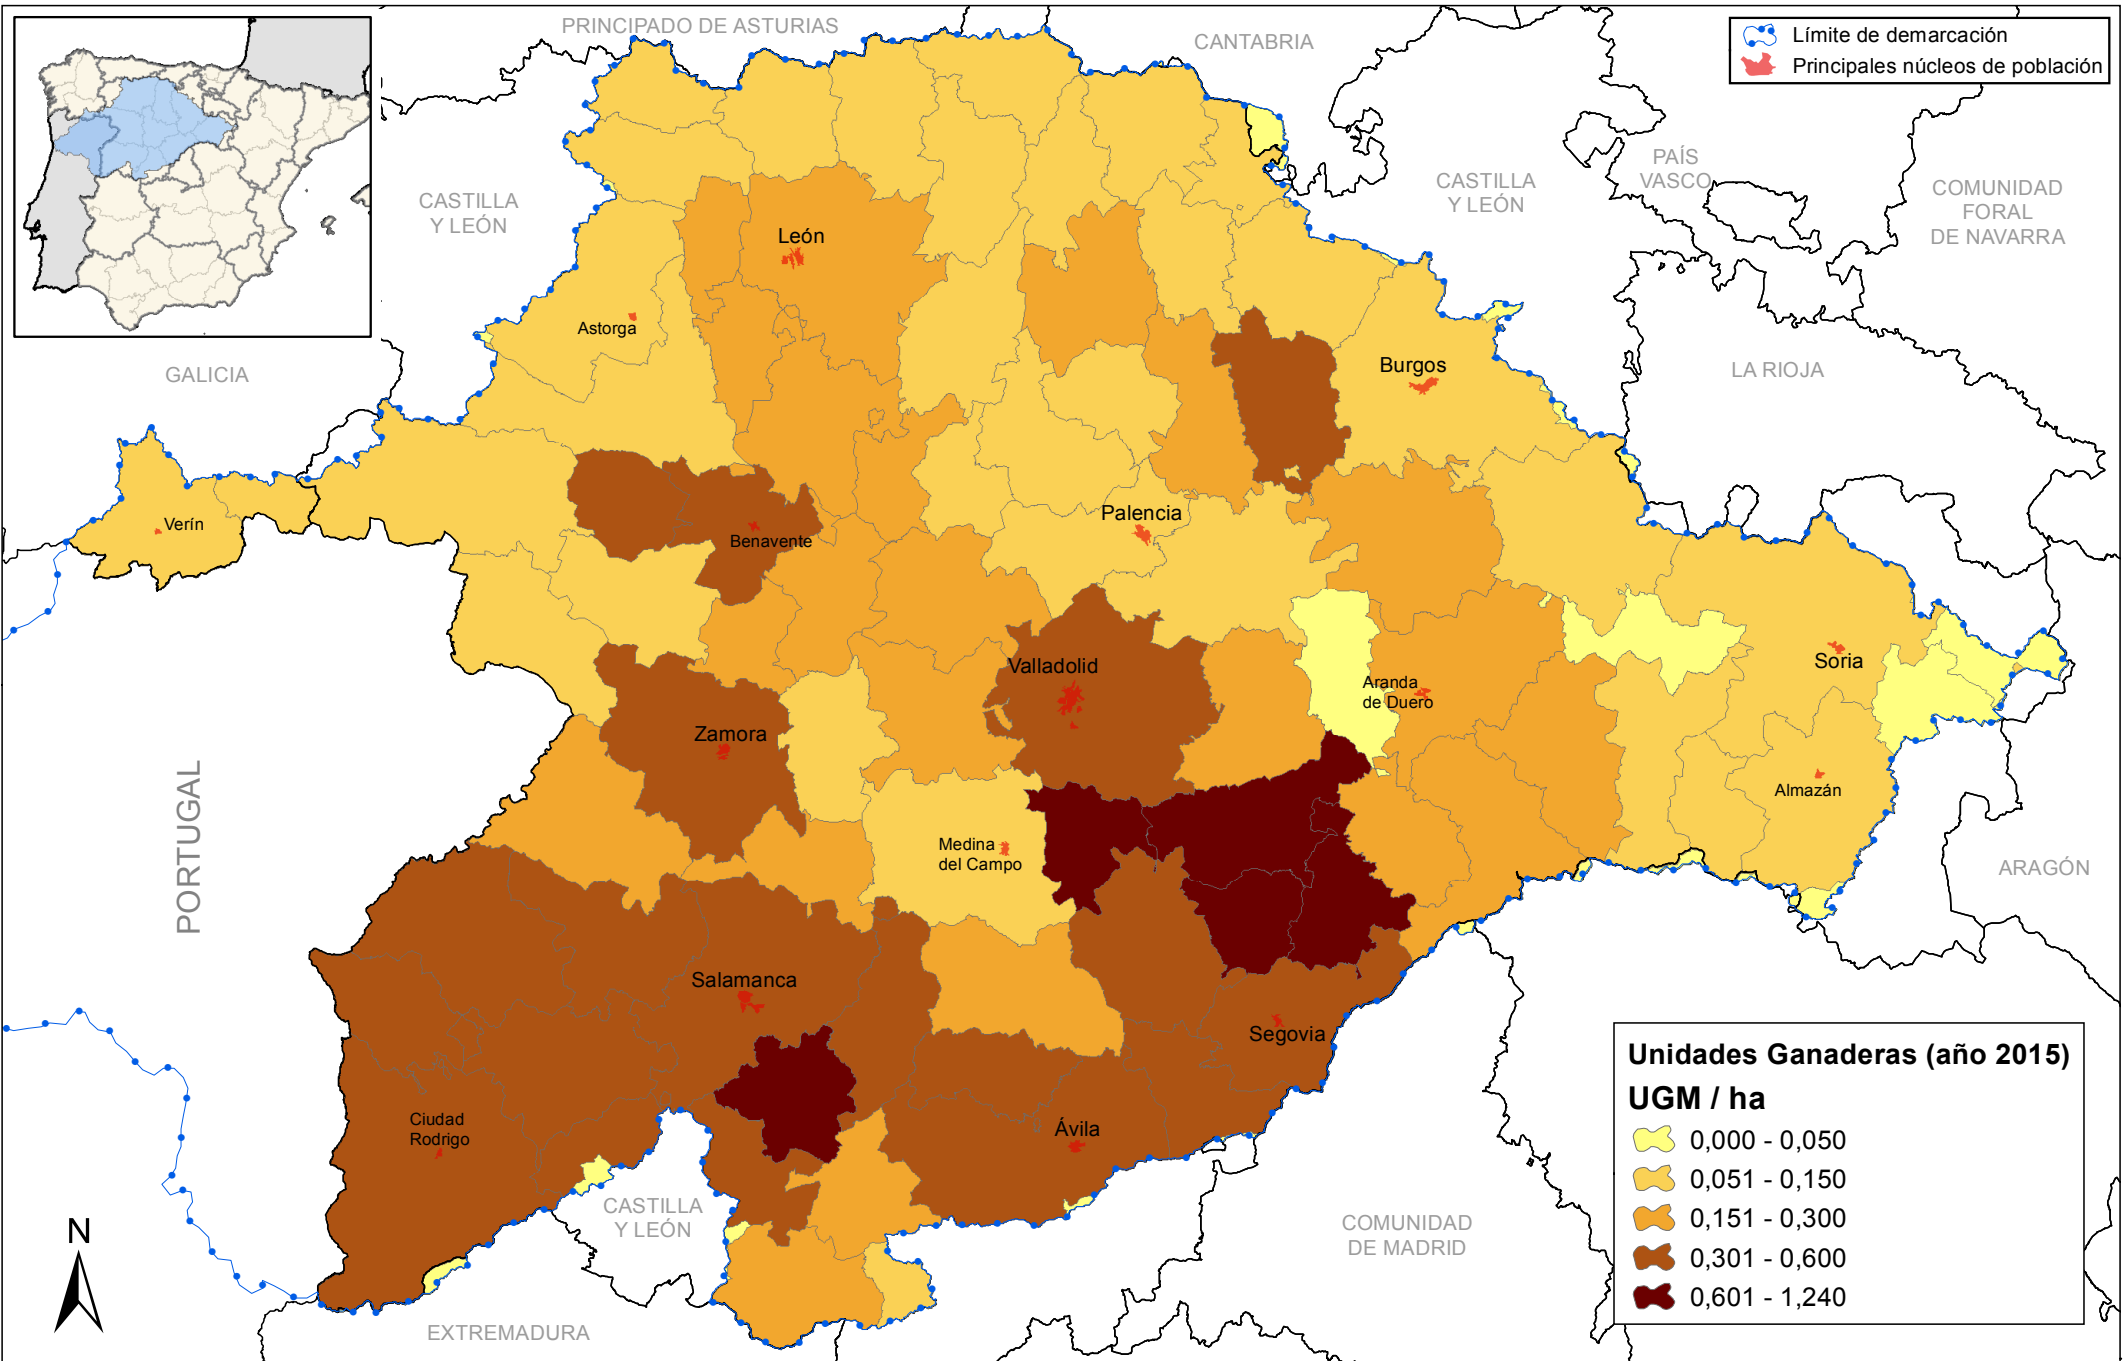 PRINCIPADO DE ASTURIAS
CANTABRIA
Límite de demarcación
Principales núcleos de población
CASTILLA
Y LEÓN
CASTILLA
Y LEÓN
PAÍS
VASCO
COMUNIDAD
FORAL
DE NAVARRA
León
Astorga
GALICIA
Burgos
LA RIOJA
Verín
Benavente
Palencia
Valladolid
Aranda
de Duero
Soria
Zamora
Almazán
Medina
del Campo
PORTUGAL
ARAGÓN
Salamanca
Segovia
Ciudad
Rodrigo
Ávila
CASTILLA
Y LEÓN
COMUNIDAD
DE MADRID
EXTREMADURA
N
Unidades Ganaderas (año 2015)
UGM / ha
0,000 - 0,050
0,051 - 0,150
0,151 - 0,300
0,301 - 0,600
0,601 - 1,240